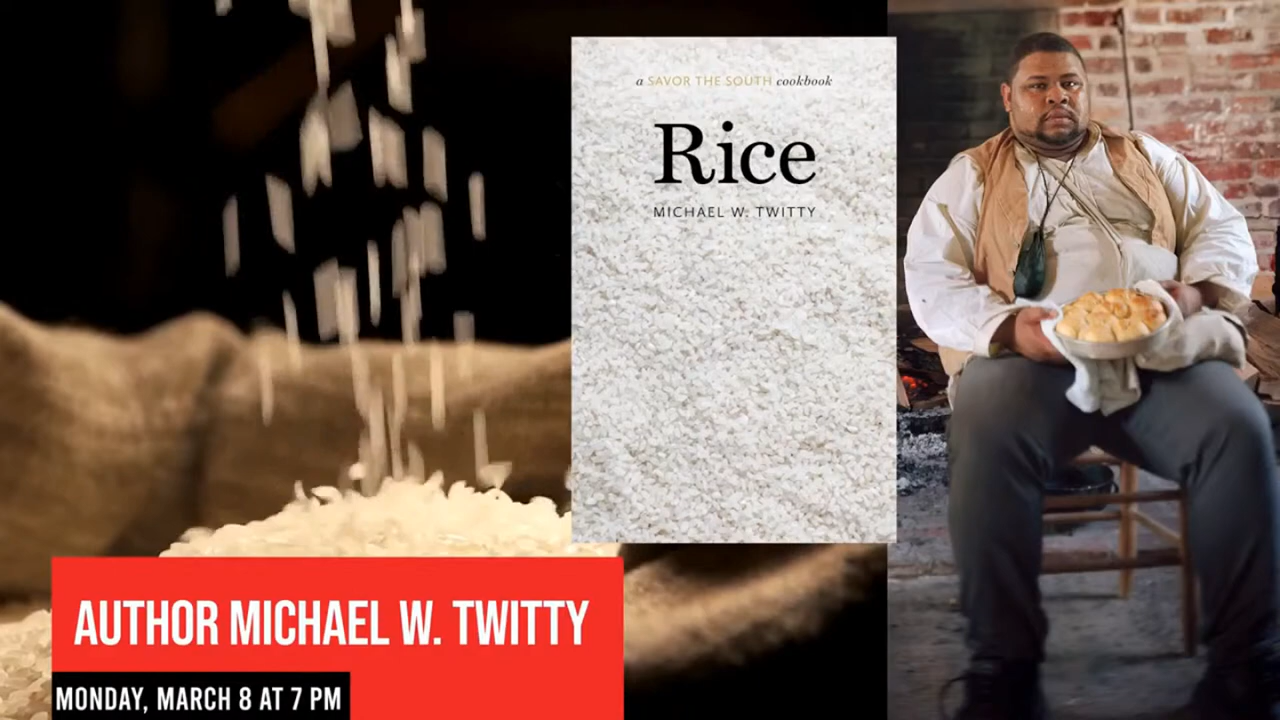 a SAVOR THE SOUTH cookbook
Rice
MICHAEL W. TWITTY
AUTHOR MICHAEL W. TWITTY
MONDAY, MARCH 8 AT 7 PM